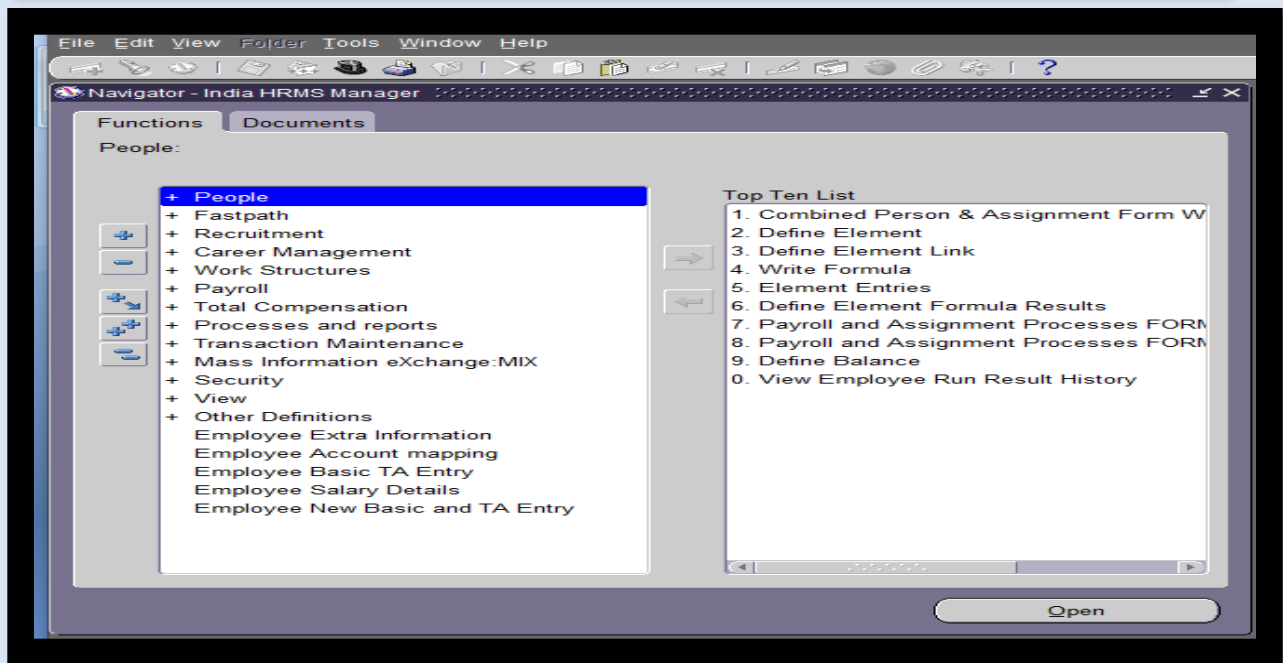 File Edit View Folder Tools Window Help
Navigator - India HRMS Manager
Functions Documents
People:
+ People
+ Fastpath
+ Recruitment
+ Career Management
+ Work Structures
+ Payroll
+ Total Compensation
+ Processes and reports
+ Transaction Maintenance
+ Mass Information eXchange:MIX
+ Security
+ View
+ Other Definitions
Employee Extra Information
Employee Account mapping
Employee Basic TA Entry
Employee Salary Details
Employee New Basic and TA Entry
Top Ten List
1. Combined Person & Assignment Form W
2. Define Element
3. Define Element Link
4. Write Formula
5. Element Entries
6. Define Element Formula Results
7. Payroll and Assignment Processes FORM
8. Payroll and Assignment Processes FORM
9. Define Balance
0. View Employee Run Result History
Open